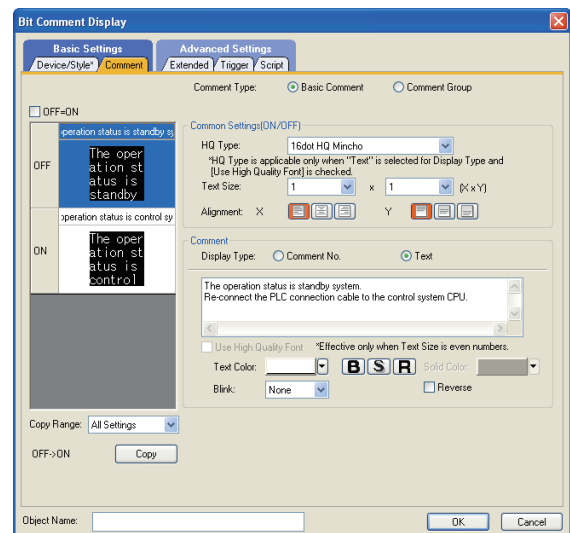 Bit Comment Display
Basic Settings
Advanced Settings
Device/Style* Comment Extended Trigger Script
Comment Type: Basic Comment Comment Group
OFF=ON
operation status is standby sy
OFF
The oper
ation st
atus is
standby
operation status is control sy
ON
The oper
ation st
atus is
control
Common Settings(ON/OFF)
HQ Type: 16dot HQ Mincho
*HQ Type is applicable only when "Text" is selected for Display Type and
[Use High Quality Font] is checked.
Text Size: 1 x 1 (X x Y)
Alignment: X Y
Comment
Display Type: Comment No. Text
The operation status is standby system.
Re-connect the PLC connection cable to the control system CPU.
Use High Quality Font *Effective only when Text Size is even numbers.
Text Color: B S R Solid Color:
Blink: None Reverse
Copy Range: All Settings
OFF->ON Copy
Object Name:
OK Cancel